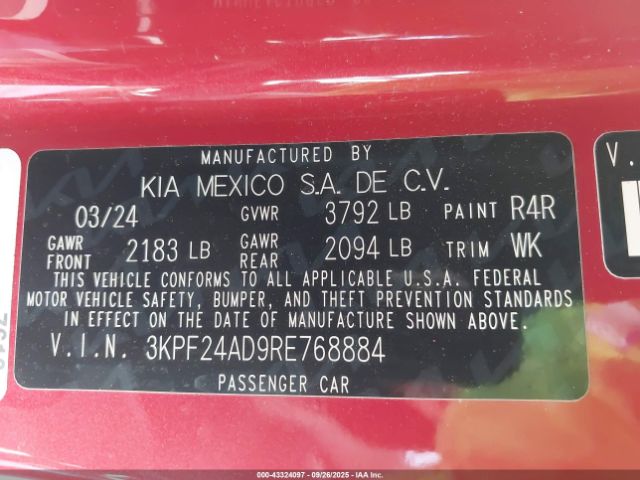 MANUFACTURED BY
KIA MEXICO S.A. DE C.V.
03/24 GVWR 3792 LB PAINT R4R
GAWR FRONT 2183 LB GAWR REAR 2094 LB TRIM WK
THIS VEHICLE CONFORMS TO ALL APPLICABLE U.S.A. FEDERAL
MOTOR VEHICLE SAFETY, BUMPER, AND THEFT PREVENTION STANDARDS
IN EFFECT ON THE DATE OF MANUFACTURE SHOWN ABOVE.
V.I.N. 3KPF24AD9RE768884
PASSENGER CAR
V.
000-43324097 - 09/26/2025 - IAA Inc.